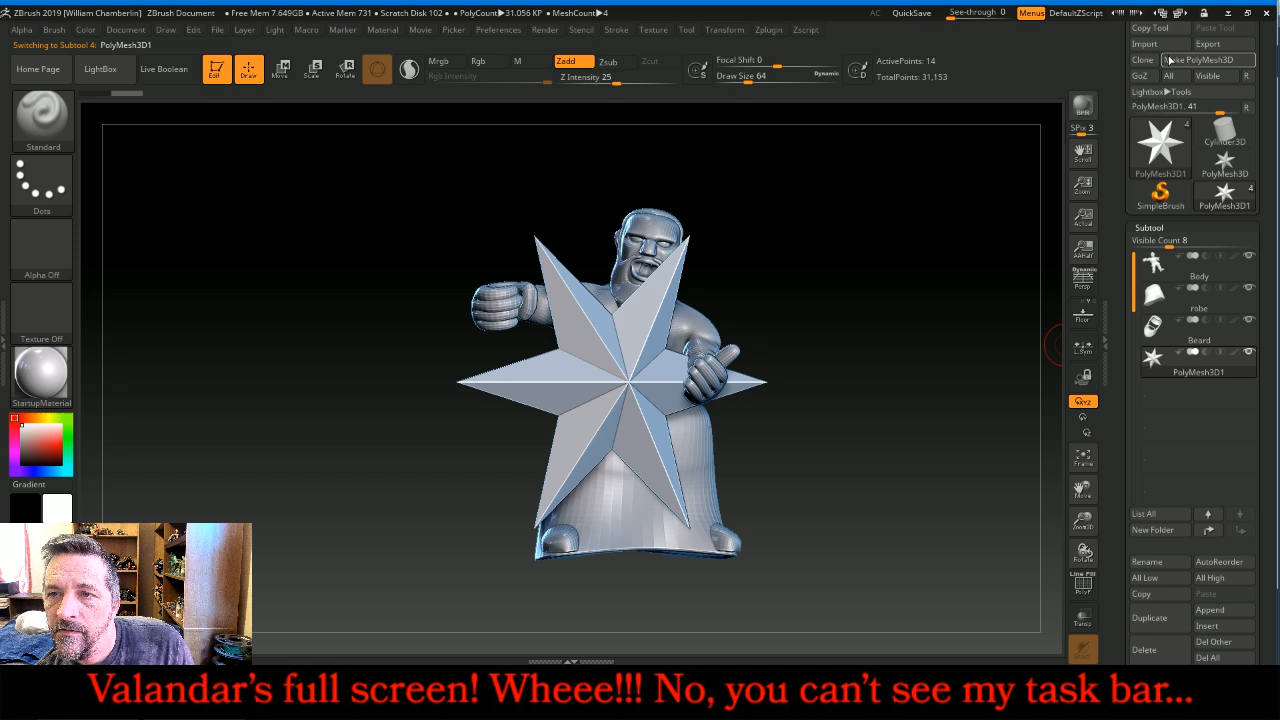 ZBrush 2019 [William Chamberlin] ZBrush Document • Free Mem 7.649GB • Active Mem 731 • Scratch Disk 102 • PolyCount▶31.056 KP • MeshCount▶4 AC QuickSave See-through 0 Menus DefaultZScript
Alpha Brush Color Document Draw Edit File Layer Light Macro Marker Material Movie Picker Preferences Render Stencil Stroke Texture Tool Transform Zplugin Zscript
Switching to Subtool 4: PolyMesh3D1
Home Page LightBox Live Boolean Edit Draw Move Scale Rotate Mrgb Rgb M Zadd Zsub Zcut
Rgb Intensity Z Intensity 25
Focal Shift 0
Draw Size 64 Dynamic
ActivePoints: 14
TotalPoints: 31,153
Standard
Dots
Alpha Off
Texture Off
StartupMaterial
Gradient
BPR
SPix 3
Scroll
Zoom
Actual
AAHalf
Dynamic
Persp
Floor
L.Sym
XYZ
Frame
Move
Zoom3D
Rotate
Line Fill
PolyF
Transp
Copy Tool Paste Tool
Import Export
Clone Make PolyMesh3D
GoZ All Visible R
Lightbox▶Tools
PolyMesh3D1. 41 R
4
PolyMesh3D1
Cylinder3D
PolyMesh3D
SimpleBrush
4
PolyMesh3D1
Subtool
Visible Count 8
Body
robe
Beard
PolyMesh3D1
List All
New Folder
Rename AutoReorder
All Low All High
Copy Paste
Duplicate Append
Insert
Delete Del Other
Del All
Valandar's full screen! Wheee!!! No, you can't see my task bar...